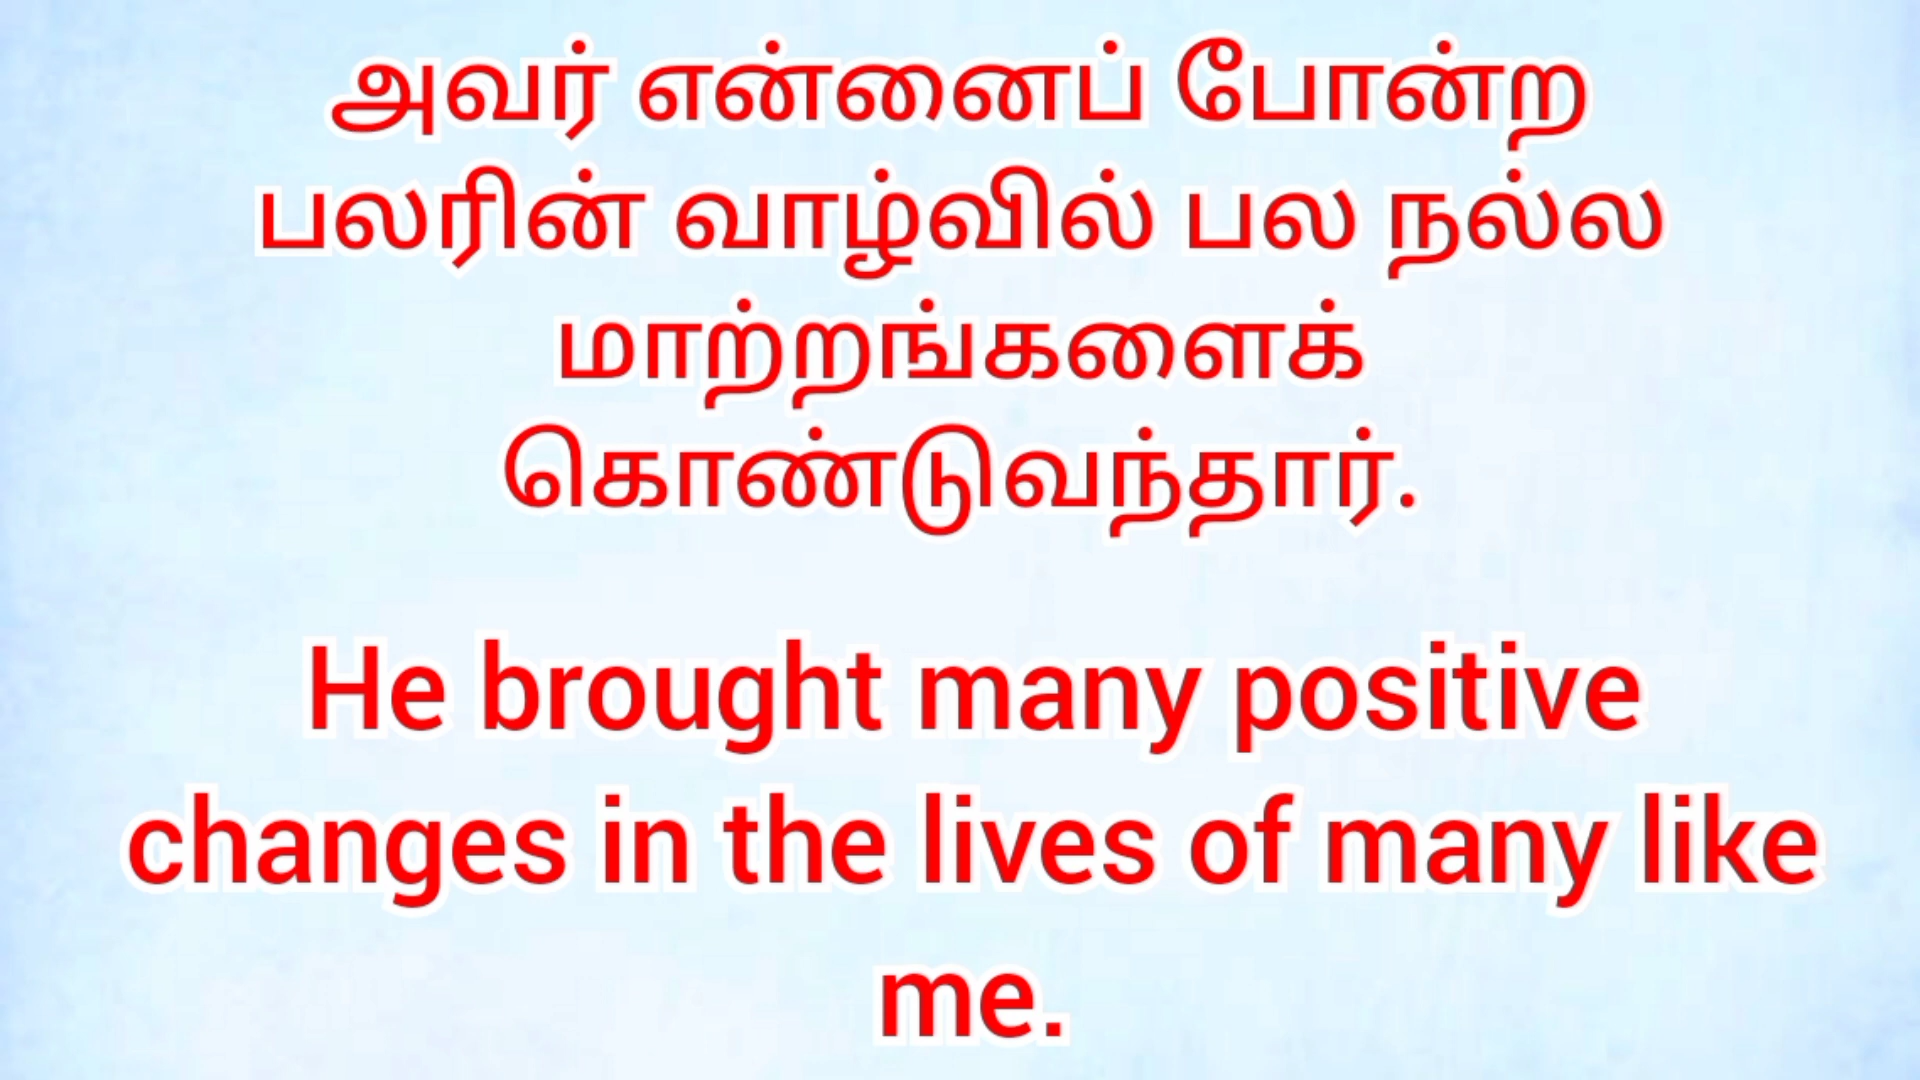 அவர் என்னைப் போன்ற
பலரின் வாழ்வில் பல நல்ல
மாற்றங்களைக்
கொண்டுவந்தார்.
He brought many positive
changes in the lives of many like
me.